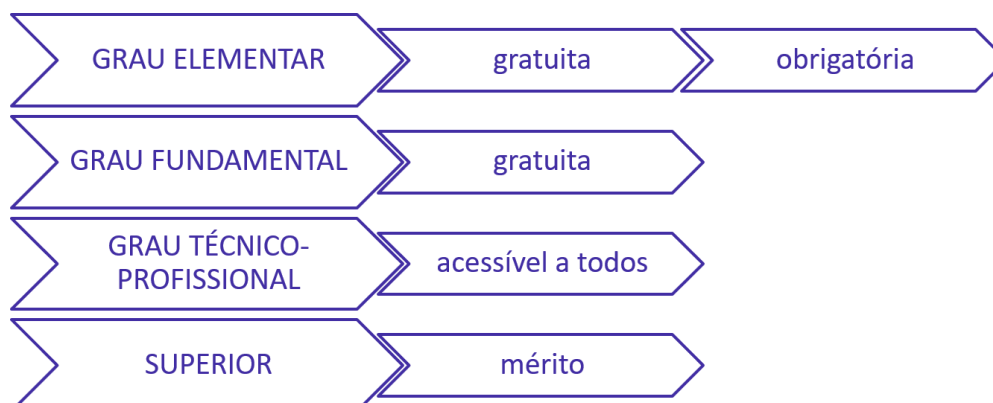 GRAU ELEMENTAR gratuita obrigatória
GRAU FUNDAMENTAL gratuita
GRAU TÉCNICO-
PROFISSIONAL
acessível a todos
SUPERIOR mérito